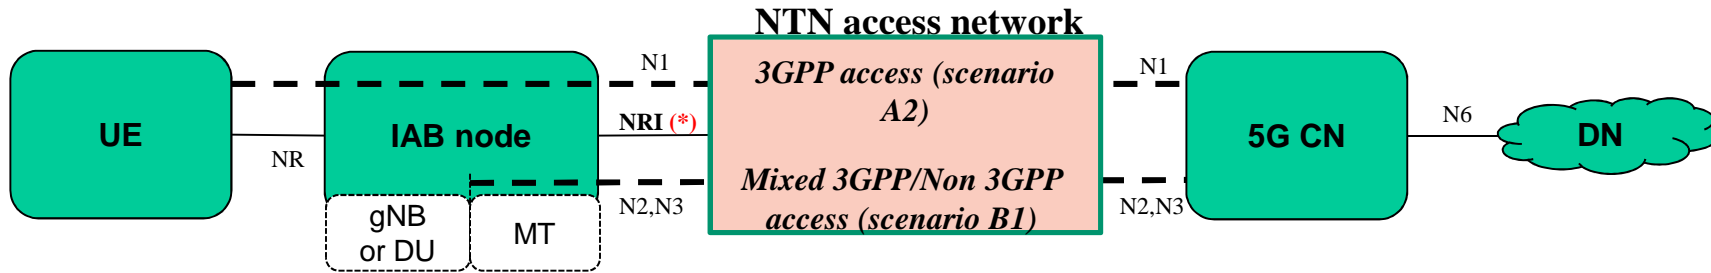 NTN access network
N1
N1
3GPP access (scenario
A2)
N6
UE
IAB node
NRI (*)
5G CN
DN
NR
Mixed 3GPP/Non 3GPP
access (scenario B1)
N2,N3
N2,N3
gNB
or DU
MT